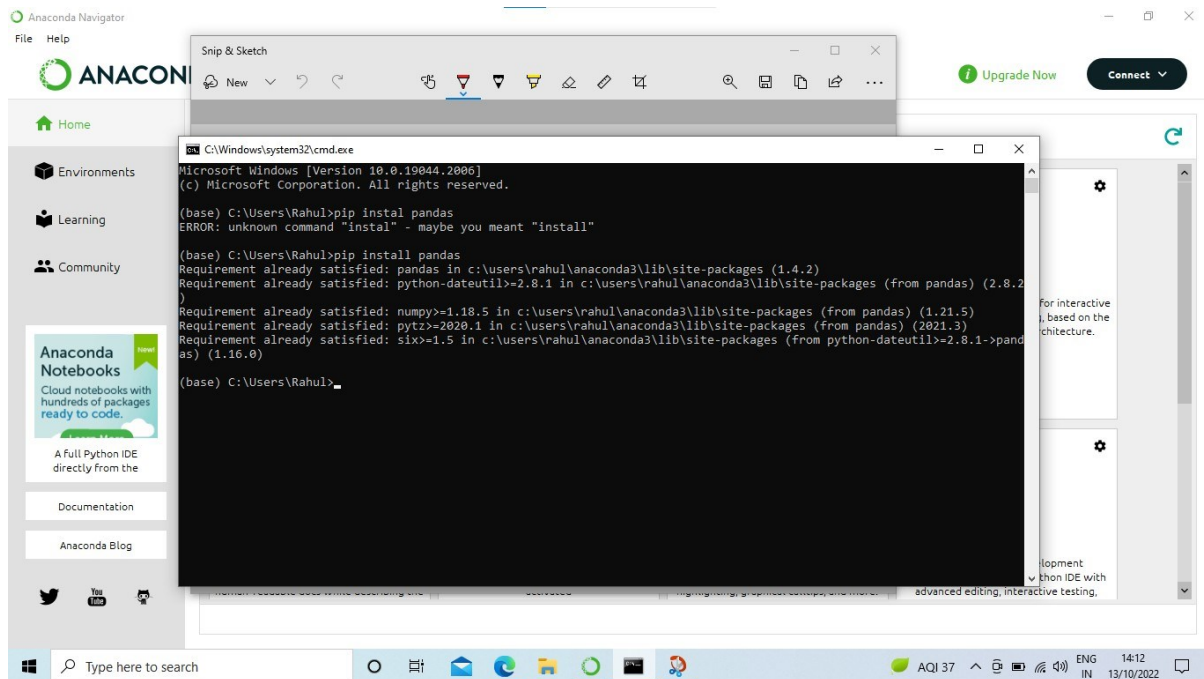 Anaconda Navigator
File Help
ANACON
Upgrade Now
Connect
Snip & Sketch
New
Home
Environments
Learning
Community
C:\Windows\system32\cmd.exe
Microsoft Windows [Version 10.0.19044.2006]
(c) Microsoft Corporation. All rights reserved.
(base) C:\Users\Rahul>pip instal pandas
ERROR: unknown command "instal" - maybe you meant "install"
(base) C:\Users\Rahul>pip install pandas
Requirement already satisfied: pandas in c:\users\rahul\anaconda3\lib\site-packages (1.4.2)
Requirement already satisfied: python-dateutil>=2.8.1 in c:\users\rahul\anaconda3\lib\site-packages (from pandas) (2.8.2
)
Requirement already satisfied: numpy>=1.18.5 in c:\users\rahul\anaconda3\lib\site-packages (from pandas) (1.21.5)
Requirement already satisfied: pytz>=2020.1 in c:\users\rahul\anaconda3\lib\site-packages (from pandas) (2021.3)
Requirement already satisfied: six>=1.5 in c:\users\rahul\anaconda3\lib\site-packages (from python-dateutil>=2.8.1->pand
as) (1.16.0)
(base) C:\Users\Rahul>
for interactive
, based on the
rchitecture.
Anaconda
Notebooks
New!
Cloud notebooks with
hundreds of packages
ready to code.
A full Python IDE
directly from the
Documentation
Anaconda Blog
You
Tube
lopment
thon IDE with
advanced editing, interactive testing,
Type here to search
AQI 37
ENG
IN
14:12
13/10/2022